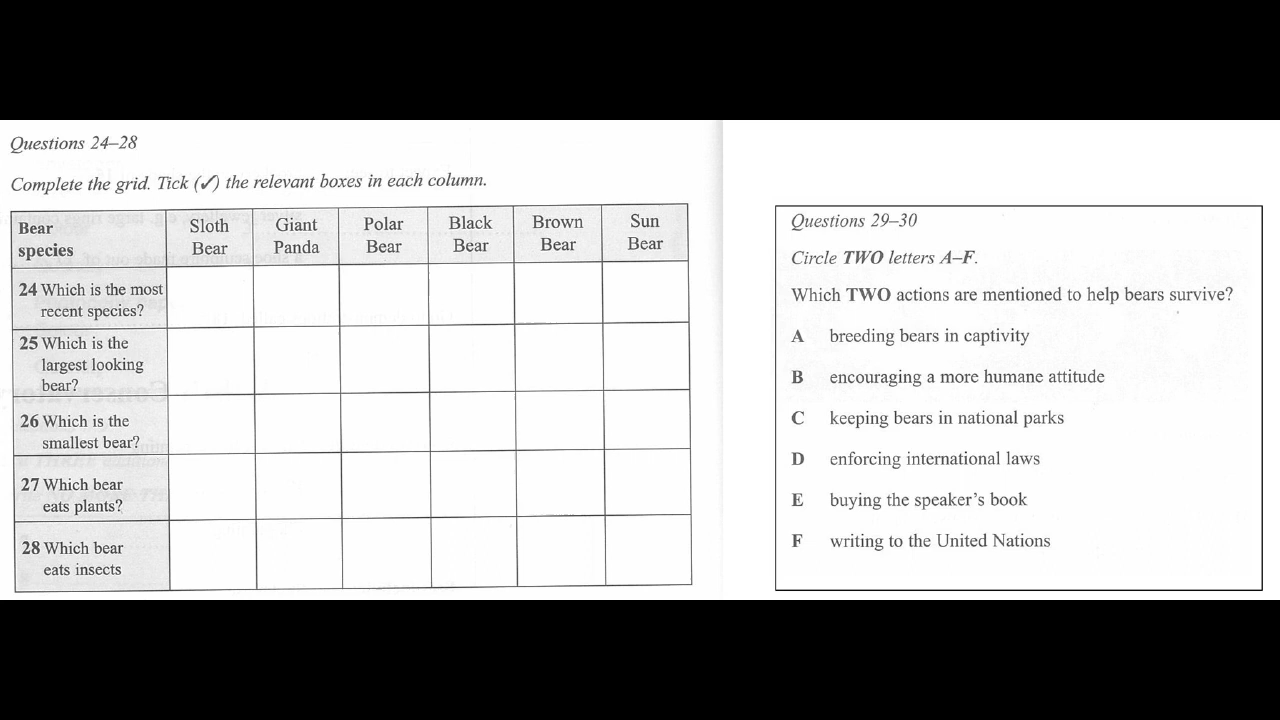 Questions 24–28
Complete the grid. Tick (✓) the relevant boxes in each column.
Bear species
Sloth Bear
Giant Panda
Polar Bear
Black Bear
Brown Bear
Sun Bear
24 Which is the most
recent species?
25 Which is the
largest looking
bear?
26 Which is the
smallest bear?
27 Which bear
eats plants?
28 Which bear
eats insects
Questions 29–30
Circle TWO letters A–F.
Which TWO actions are mentioned to help bears survive?
A breeding bears in captivity
B encouraging a more humane attitude
C keeping bears in national parks
D enforcing international laws
E buying the speaker's book
F writing to the United Nations